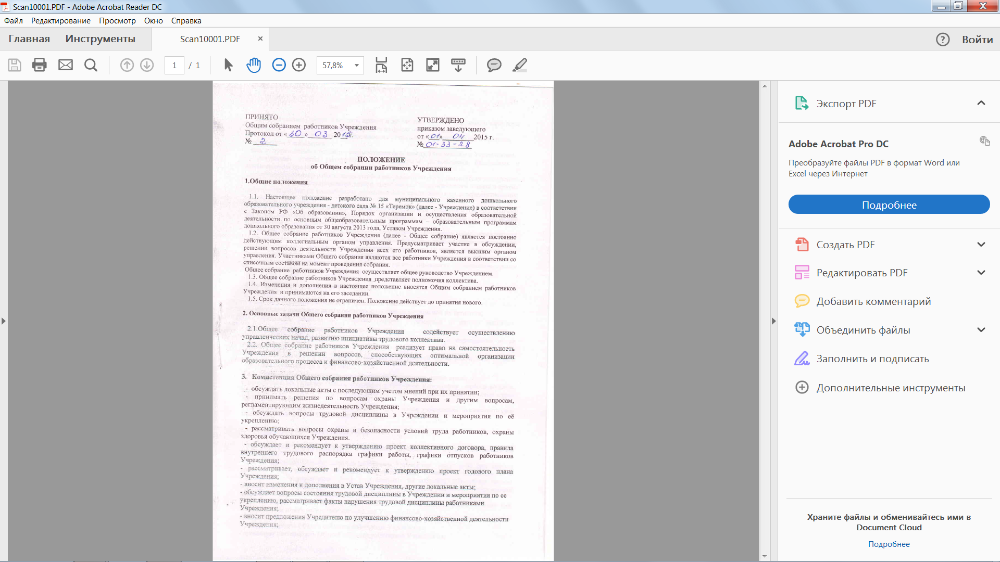 Scan10001.PDF - Adobe Acrobat Reader DC
Файл Редактирование Просмотр Окно Справка
Главная Инструменты Scan10001.PDF × ? Войти
1 / 1 57,8%
ПРИНЯТО
Общим собранием работников Учреждения
Протокол от «30» 03 2015г.
№ 2
УТВЕРЖДЕНО
приказом заведующего
от «01» 04 2015 г.
№ 01-33-28
ПОЛОЖЕНИЕ
об Общем собрании работников Учреждения
1.Общие положения
1.1. Настоящее положение разработано для муниципального казенного дошкольного
образовательного учреждения - детского сада № 15 «Теремок» (далее - Учреждение) в соответствии
с Законом РФ «Об образовании», Порядок организации и осуществления образовательной
деятельности по основным общеобразовательным программам – образовательным программам
дошкольного образования от 30 августа 2013 года, Уставом Учреждения.
1.2. Общее собрание работников Учреждения (далее - Общее собрание) является постоянно
действующим коллегиальным органом управления. Предусматривает участие в обсуждении,
решении вопросов деятельности Учреждения всех его работников, является высшим органом
управления. Участниками Общего собрания являются все работники Учреждения в соответствии со
списочным составом на момент проведения собрания.
Общее собрание работников Учреждения осуществляет общее руководство Учреждением.
1.3. Общее собрание работников Учреждения представляет полномочия коллектива.
1.4. Изменения и дополнения в настоящее положение вносятся Общим собранием работников
Учреждения и принимаются на его заседании.
1.5. Срок данного положения не ограничен. Положение действует до принятия нового.
2. Основные задачи Общего собрания работников Учреждения
2.1.Общее собрание работников Учреждения содействует осуществлению
управленческих начал, развитию инициативы трудового коллектива.
2.2. Общее собрание работников Учреждения реализует право на самостоятельность
Учреждения в решении вопросов, способствующих оптимальной организации
образовательного процесса и финансово-хозяйственной деятельности.
3. Компетенция Общего собрания работников Учреждения:
- обсуждать локальные акты с последующим учетом мнений при их принятии;
- принимать решения по вопросам охраны Учреждения и другим вопросам,
регламентирующим жизнедеятельность Учреждения;
- обсуждать вопросы трудовой дисциплины в Учреждении и мероприятия по её
укреплению;
- рассматривать вопросы охраны и безопасности условий труда работников, охраны
здоровья обучающихся Учреждения.
- обсуждает и рекомендует к утверждению проект коллективного договора, правила
внутреннего трудового распорядка графики работы, графики отпусков работников
Учреждения;
- рассматривает, обсуждает и рекомендует к утверждению проект годового плана
Учреждения;
- вносит изменения и дополнения в Устав Учреждения, другие локальные акты;
- обсуждает вопросы состояния трудовой дисциплины в Учреждении и мероприятия по ее
укреплению, рассматривает факты нарушения трудовой дисциплины работниками
Учреждения;
- вносит предложения Учредителю по улучшению финансово-хозяйственной деятельности
Учреждения;
Экспорт PDF
Adobe Acrobat Pro DC
Преобразуйте файлы PDF в формат Word или
Excel через Интернет
Подробнее
Создать PDF
Редактировать PDF
Добавить комментарий
Объединить файлы
Заполнить и подписать
Дополнительные инструменты
Храните файлы и обменивайтесь ими в
Document Cloud
Подробнее